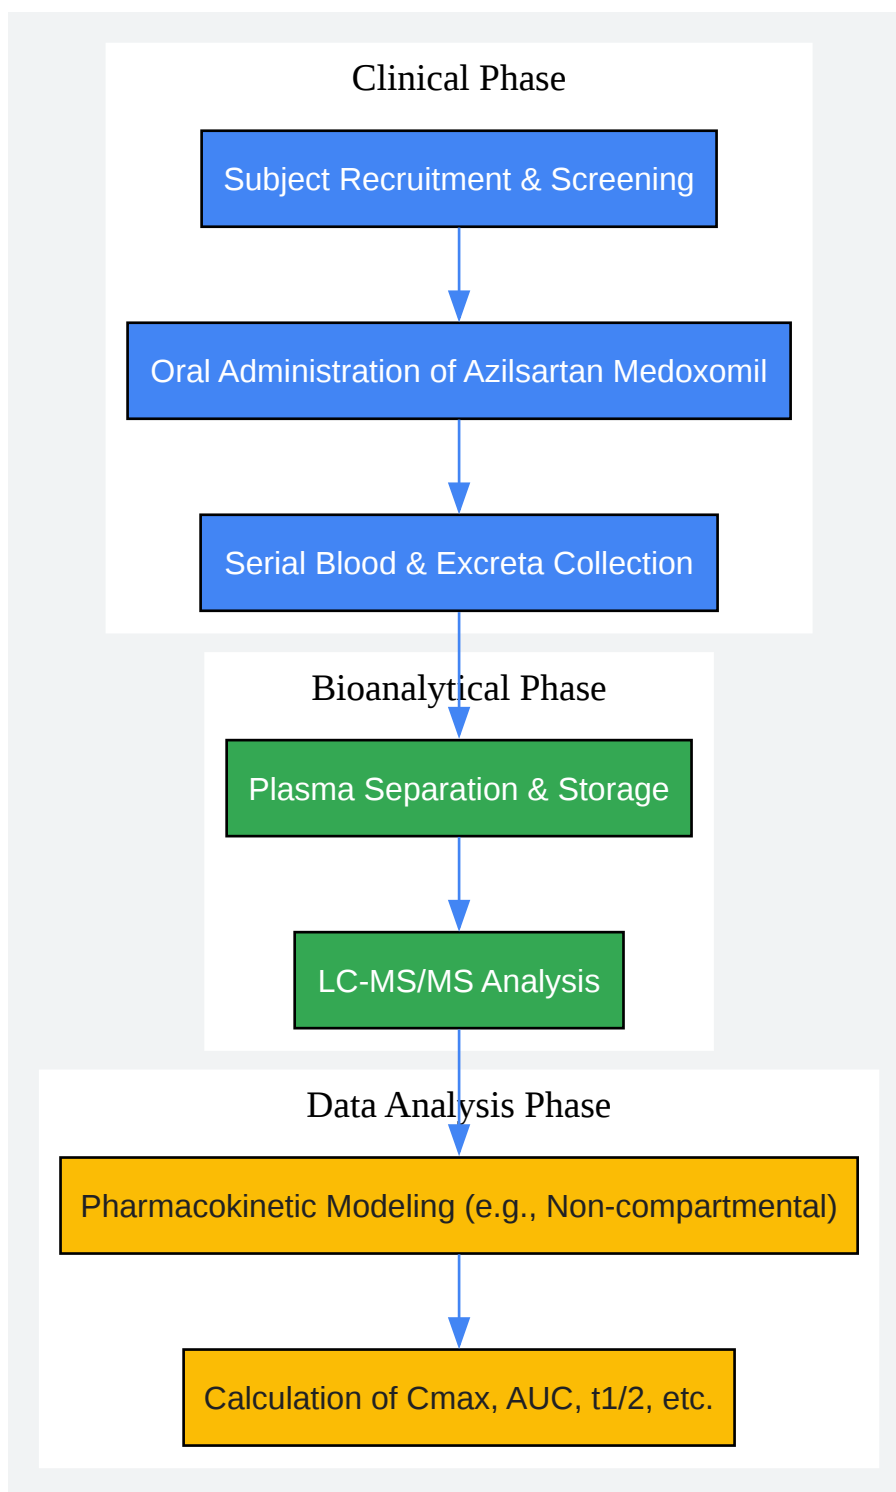 Clinical Phase
Subject Recruitment & Screening
Oral Administration of Azilsartan Medoxomil
Serial Blood & Excreta Collection
Bioanalytical Phase
Plasma Separation & Storage
LC-MS/MS Analysis
Data Analysis Phase
Pharmacokinetic Modeling (e.g., Non-compartmental)
Calculation of Cmax, AUC, t1/2, etc.